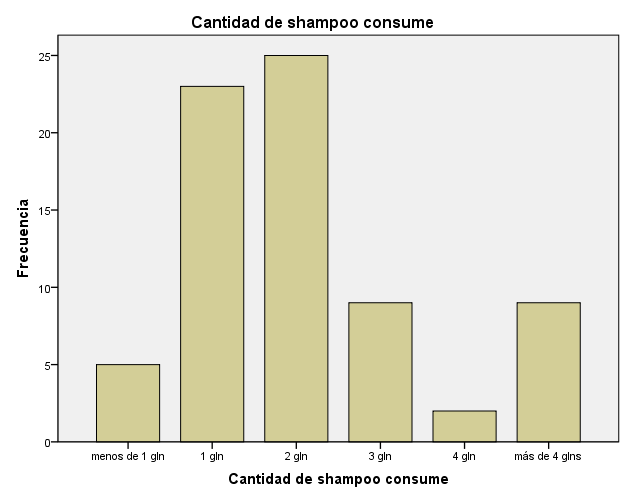 Cantidad de shampoo consume
Frecuencia
25
20
15
10
5
0
menos de 1 gln
1 gln
2 gln
3 gln
4 gln
más de 4 glns
Cantidad de shampoo consume